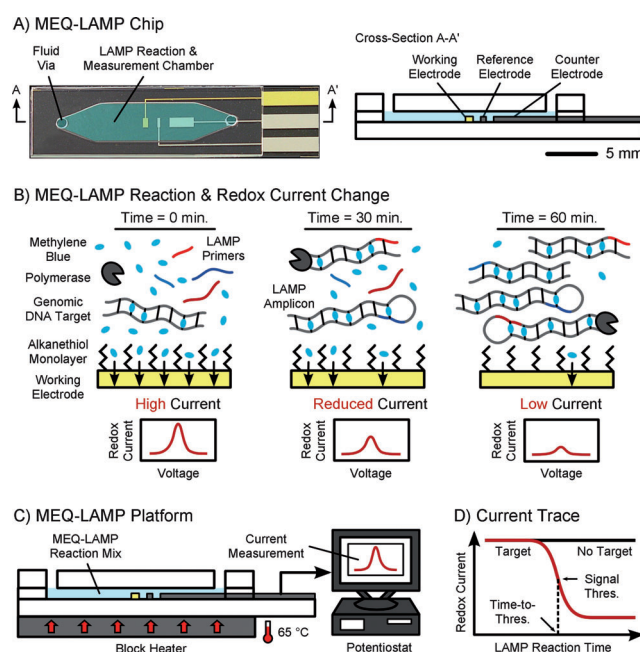 A) MEQ-LAMP Chip
Fluid
Via
LAMP Reaction &
Measurement Chamber
A
A'
Cross-Section A-A'
Working
Electrode
Reference
Electrode
Counter
Electrode
5 mm
B) MEQ-LAMP Reaction & Redox Current Change
Time = 0 min.
Time = 30 min.
Time = 60 min.
Methylene
Blue
LAMP
Primers
Polymerase
Genomic
DNA Target
LAMP
Amplicon
Alkanethiol
Monolayer
Working
Electrode
High Current
Reduced Current
Low Current
Redox
Current
Voltage
Redox
Current
Voltage
Redox
Current
Voltage
C) MEQ-LAMP Platform
MEQ-LAMP
Reaction Mix
Current
Measurement
65 °C
Block Heater
Potentiostat
D) Current Trace
Redox Current
Target
No Target
Signal
Thres.
Time-to-
Thres.
LAMP Reaction Time